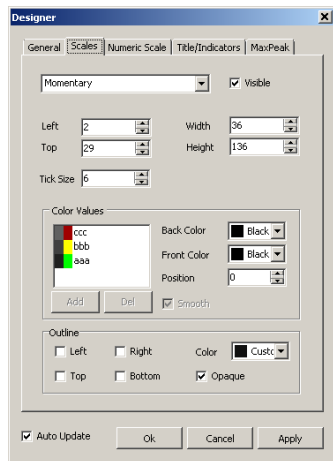 Designer
General Scales Numeric Scale Title/Indicators MaxPeak
Momentary Visible
Left 2 Width 36
Top 29 Height 136
Tick Size 6
Color Values
ccc Back Color Black
bbb Front Color Black
aaa Position 0
Add Del Smooth
Outline
Left Right Color Custc
Top Bottom Opaque
Auto Update Ok Cancel Apply